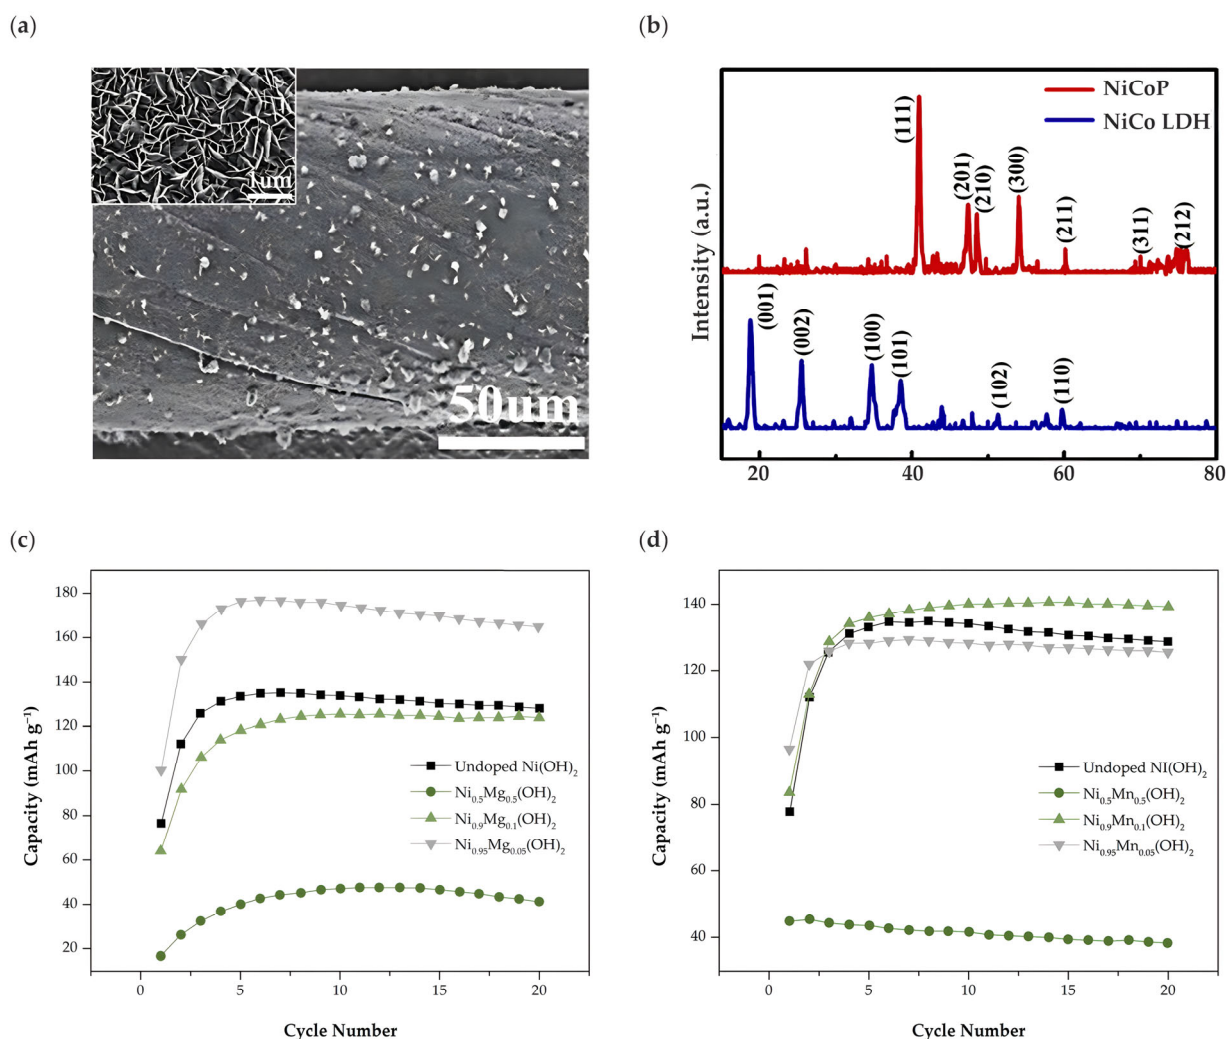 (a)
1um
50um
(b)
NiCoP
NiCo LDH
(111)
(201)
(210)
(300)
(211)
(311)
(212)
(001)
(002)
(100)
(101)
(102)
(110)
Intensity (a.u.)
20 40 60 80
(c)
180
160
140
120
100
80
60
40
20
Capacity (mAh g⁻¹)
Undoped Ni(OH)₂
Ni₀.₅Mg₀.₅(OH)₂
Ni₀.₉Mg₀.₁(OH)₂
Ni₀.₉₅Mg₀.₀₅(OH)₂
0 5 10 15 20
Cycle Number
(d)
140
120
100
80
60
40
Capacity (mAh g⁻¹)
Undoped NI(OH)₂
Ni₀.₅Mn₀.₅(OH)₂
Ni₀.₉Mn₀.₁(OH)₂
Ni₀.₉₅Mn₀.₀₅(OH)₂
0 5 10 15 20
Cycle Number